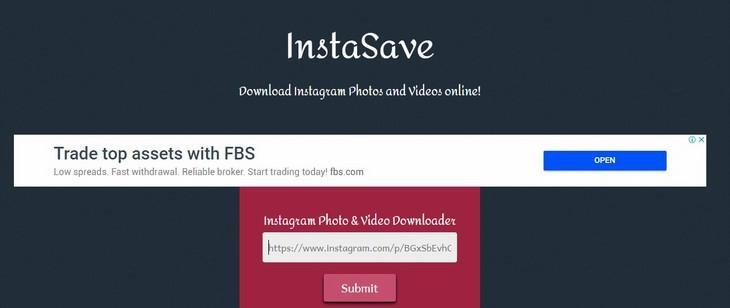 InstaSave
Download Instagram Photos and Videos online!
Trade top assets with FBS
Low spreads. Fast withdrawal. Reliable broker. Start trading today! fbs.com
OPEN
Instagram Photo & Video Downloader
https://www.instagram.com/p/BGxSbEvhC
Submit